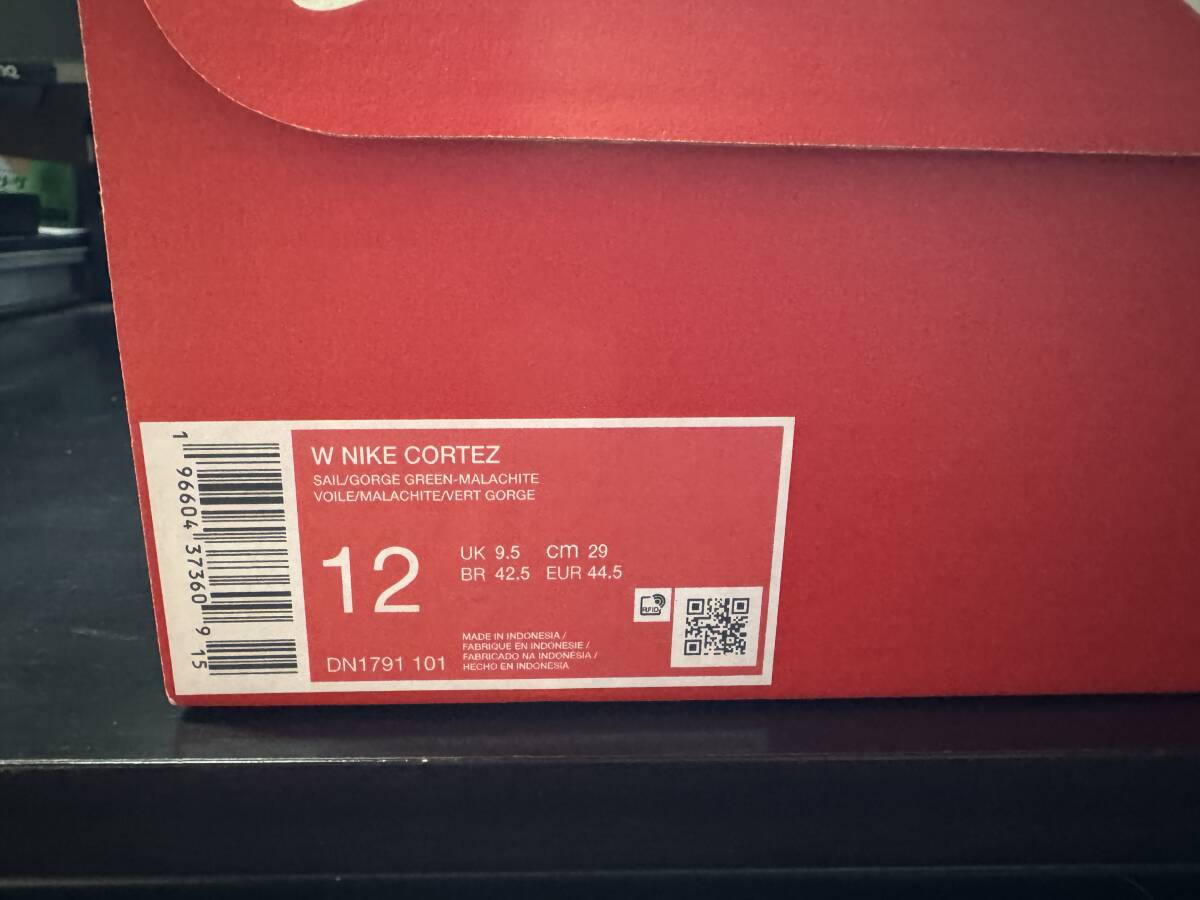 W NIKE CORTEZ
SAIL/GORGE GREEN-MALACHITE
VOILE/MALACHITE/VERT GORGE
12
UK 9.5 cm 29
BR 42.5 EUR 44.5
RFID
MADE IN INDONESIA /
FABRIQUE EN INDONESIE /
FABRICADO NA INDONÉSIA /
HECHO EN INDONESIA
DN1791 101
1 96604 37360 9 15